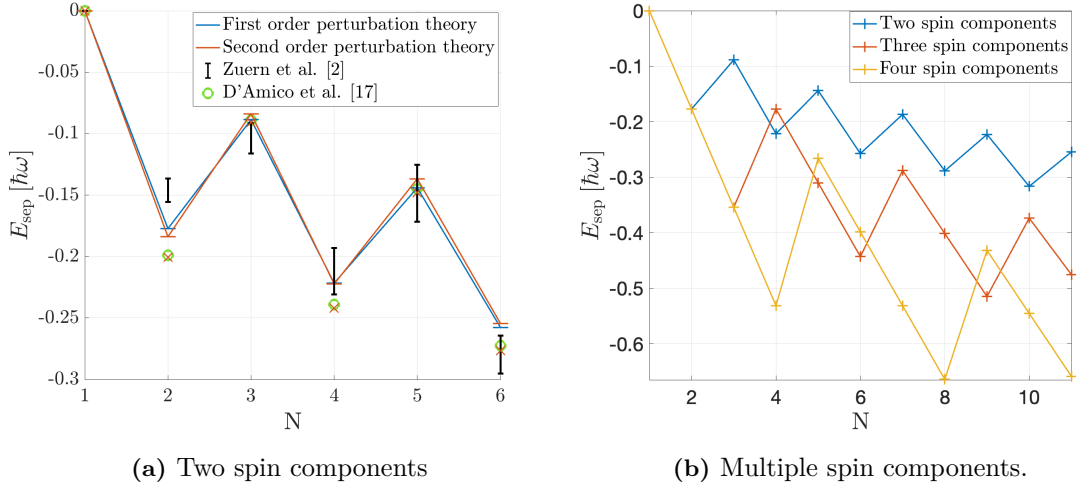 0
-0.05
-0.1
-0.15
-0.2
-0.25
-0.3
E_sep [ℏω]
1 2 3 4 5 6
N
First order perturbation theory
Second order perturbation theory
Zuern et al. [2]
D'Amico et al. [17]
(a) Two spin components
0
-0.1
-0.2
-0.3
-0.4
-0.5
-0.6
E_sep [ℏω]
2 4 6 8 10
N
Two spin components
Three spin components
Four spin components
(b) Multiple spin components.